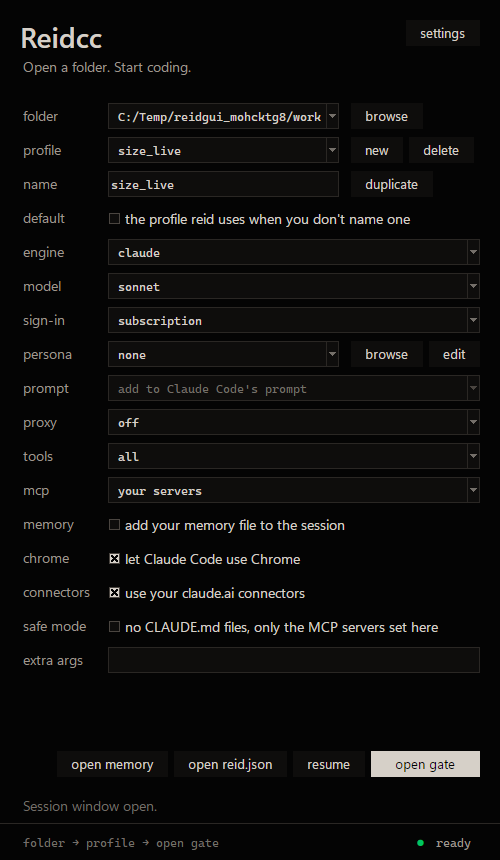 Reidcc
settings
Open a folder. Start coding.
folder C:/Temp/reidgui_mohcktg8/work browse
profile size_live new delete
name size_live duplicate
default the profile reid uses when you don't name one
engine claude
model sonnet
sign-in subscription
persona none browse edit
prompt add to Claude Code's prompt
proxy off
tools all
mcp your servers
memory add your memory file to the session
chrome let Claude Code use Chrome
connectors use your claude.ai connectors
safe mode no CLAUDE.md files, only the MCP servers set here
extra args
open memory open reid.json resume open gate
Session window open.
folder → profile → open gate ready